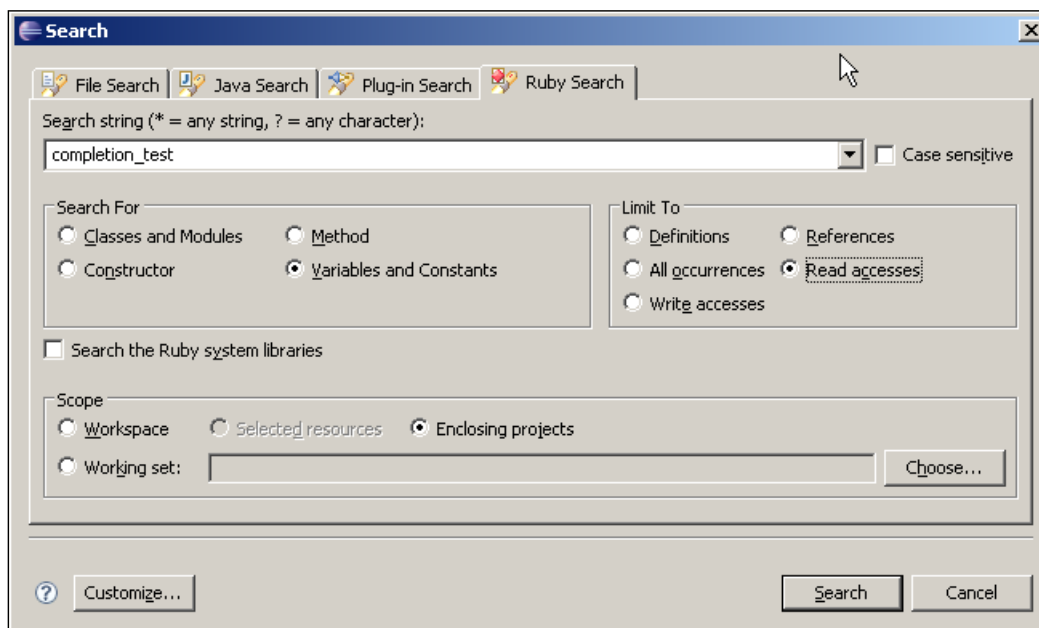 Search
File Search Java Search Plug-in Search Ruby Search
Search string (* = any string, ? = any character):
completion_test Case sensitive
Search For Limit To
Classes and Modules Method Definitions References
Constructor Variables and Constants All occurrences Read accesses
Write accesses
Search the Ruby system libraries
Scope
Workspace Selected resources Enclosing projects
Working set: Choose...
? Customize... Search Cancel